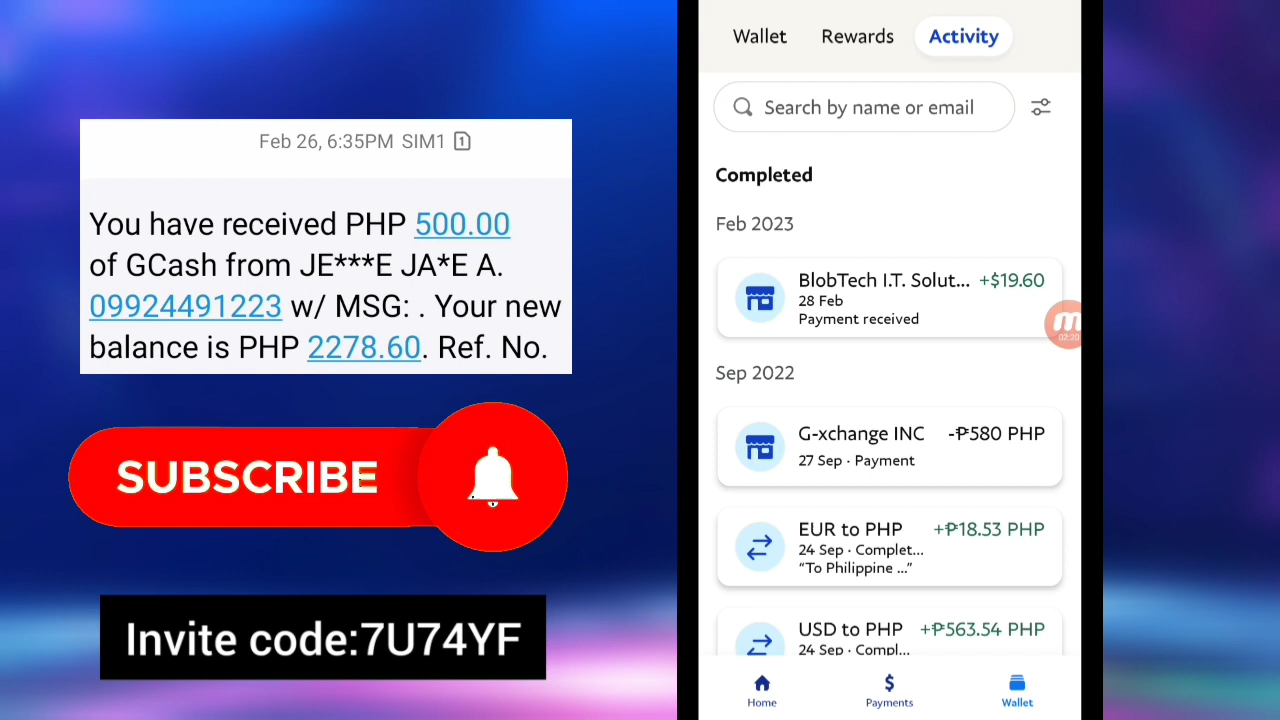 Feb 26, 6:35PM SIM1 1
You have received PHP 500.00
of GCash from JE***E JA*E A.
09924491223 w/ MSG: . Your new
balance is PHP 2278.60. Ref. No.
SUBSCRIBE
Invite code:7U74YF
Wallet Rewards Activity
Search by name or email
Completed
Feb 2023
BlobTech I.T. Solut... +$19.60
28 Feb
Payment received
m
02:20
Sep 2022
G-xchange INC -₱580 PHP
27 Sep · Payment
EUR to PHP +₱18.53 PHP
24 Sep · Complet...
“To Philippine ...”
USD to PHP +₱563.54 PHP
24 Sep · Compl...
$
Home Payments Wallet